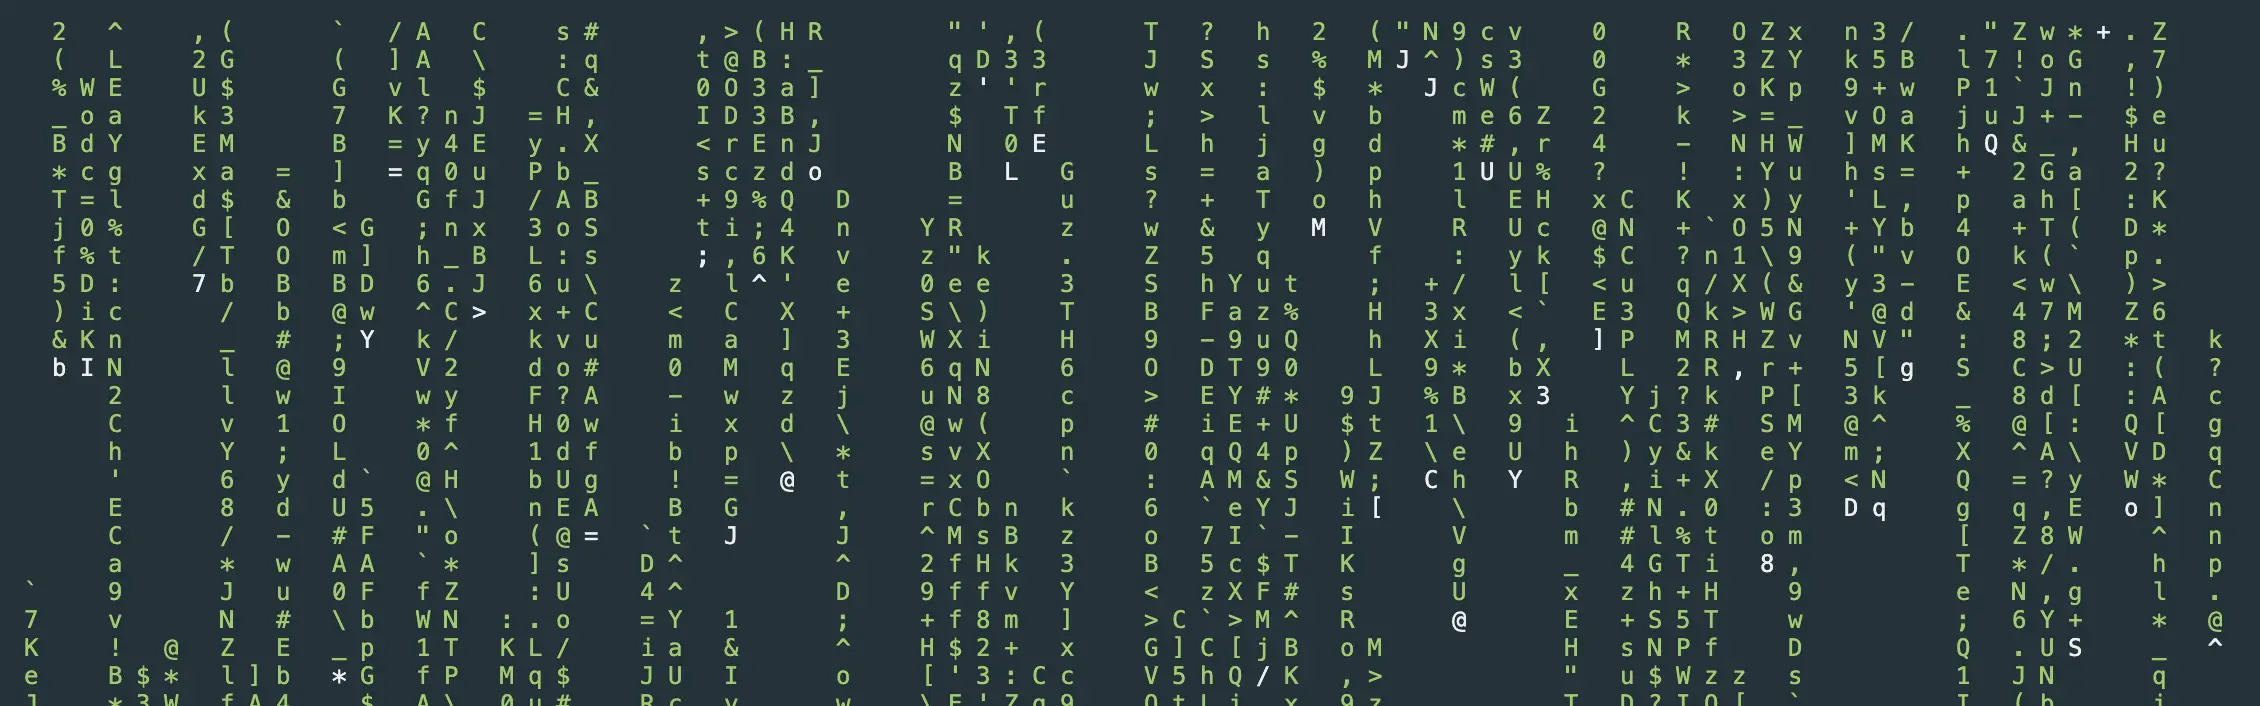 2 ^ , ( ` / A C s # , > ( H R " ' , ( T ? h 2 ( " N 9 c v 0 R O Z x n 3 / . " Z w * + . Z
( L 2 G ( ] A \ : q t @ B : _ q D 3 3 J S s % M J ^ ) s 3 0 * 3 Z Y k 5 B l 7 ! o G , 7
% W E U $ G v l $ C & 0 O 3 a ] z ' ' r w x : $ * J c W ( G > o K p 9 + w P 1 ` J n ! )
_ o a k 3 7 K ? n J = H , I D 3 B , $ T f ; > l v b m e 6 Z 2 k > = _ v O a j u J + - $ e
B d Y E M B = y 4 E y . X < r E n J N 0 E L h j g d * # , r 4 - N H W ] M K h Q & _ , H u
* c g x a = ] = q 0 u P b _ s c z d o B L G s = a ) p 1 U U % ? ! : Y u h s = + 2 G a 2 ?
T = l d $ & b G f J / A B + 9 % Q D = u ? + T o h l E H x C K x ) y ' L , p a h [ : K
j 0 % G [ O < G ; n x 3 o S t i ; 4 n Y R z w & y M V R U c @ N + ` O 5 N + Y b 4 + T ( D *
f % t / T O m ] h _ B L : s ; , 6 K v z " k . Z 5 q f : y k $ C ? n 1 \ 9 ( " v O k ( ` p .
5 D : 7 b B B D 6 . J 6 u \ z l ^ ' e 0 e e 3 S h Y u t ; + / l [ < u q / X ( & y 3 - E < w \ ) >
) i c / b @ w ^ C > x + C < C X + S \ ) T B F a z % H 3 x < ` E 3 Q k > W G ' @ d & 4 7 M Z 6
& K n _ # ; Y k / k v u m a ] 3 W X i H 9 - 9 u Q h X i ( , ] P M R H Z v N V " : 8 ; 2 * t k
b I N l @ 9 V 2 d o # 0 M q E 6 q N 6 O D T 9 0 L 9 * b X L 2 R , r + 5 [ g S C > U : ( ?
2 l w I w y F ? A - w z j u N 8 c > E Y # * 9 J % B x 3 Y j ? k P [ 3 k _ 8 d [ : A c
C v 1 O * f H 0 w i x d \ @ w ( p # i E + U $ t 1 \ 9 i ^ C 3 # S M @ ^ % @ [ : Q [ g
h Y ; L 0 ^ 1 d f b p \ * s v X n 0 q Q 4 p ) Z \ e U h ) y & k e Y m ; X ^ A \ V D q
' 6 y d ` @ H b U g ! = @ t = x O ` : A M & S W ; C h Y R , i + X / p < N Q = ? y W * C
E 8 d U 5 . \ n E A B G , r C b n k 6 ` e Y J i [ \ b # N . 0 : 3 D q g q , E o ] n
C / - # F " o ( @ = ` t J J ^ M s B z o 7 I ` - I V m # l % t o m [ Z 8 W ^ n
a * w A A ` * ] s D ^ ^ 2 f H k 3 B 5 c $ T K g _ 4 G T i 8 , T * / . h p
` 9 J u 0 F f Z : U 4 ^ D 9 f f v Y < z X F # s U x z h + H 9 e N , g l .
7 v N # \ b W N : . o = Y 1 ; + f 8 m ] > C ` > M ^ R @ E + S 5 T w ; 6 Y + * @
K ! @ Z E _ p 1 T K L / i a & ^ H $ 2 + x G ] C [ j B o M H s N P f D Q . U S _ ^
e B $ * l ] b * G f P M q $ J U I o [ ' 3 : C c V 5 h Q / K , > " u $ W z z s 1 J N q